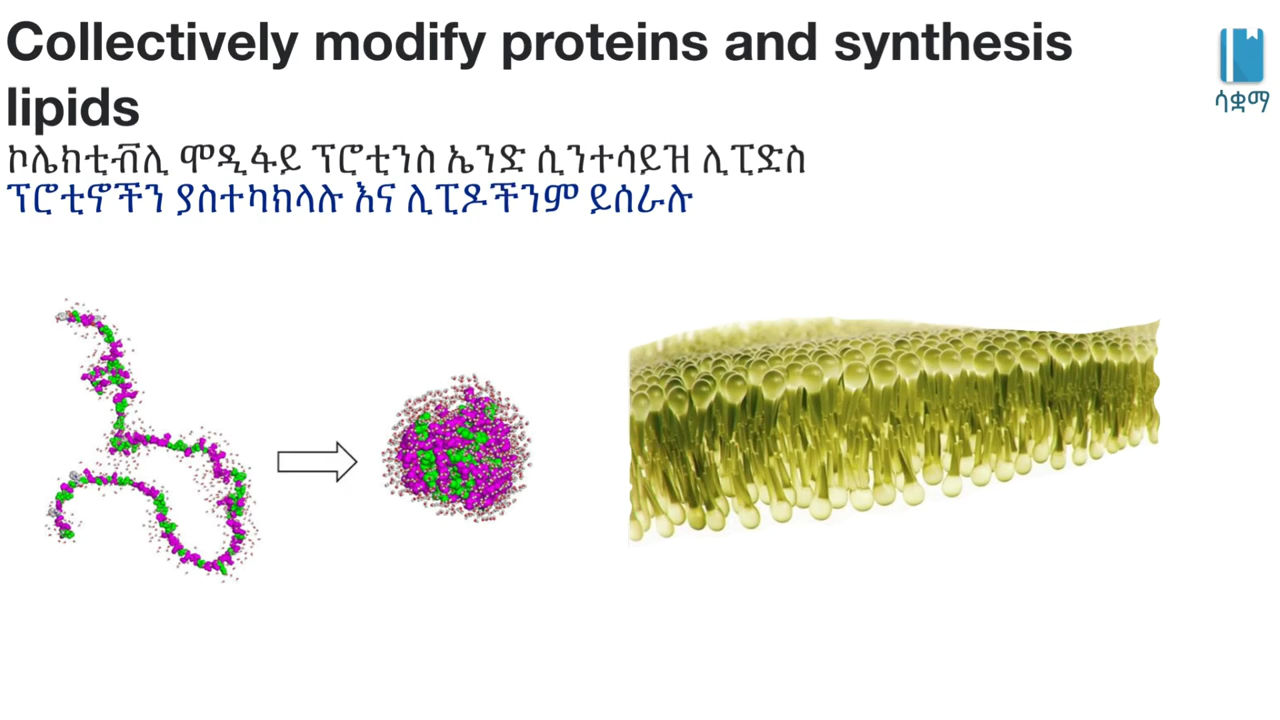 Collectively modify proteins and synthesis
lipids
ኮሌክቲቭሊ ሞዲፋይ ፕሮቲንስ ኤንድ ሲንተሳይዝ ሊፒድስ
ፕሮቲኖችን ያስተካክላሉ እና ሊፒዶችንም ይሰራሉ
ሳቋማ